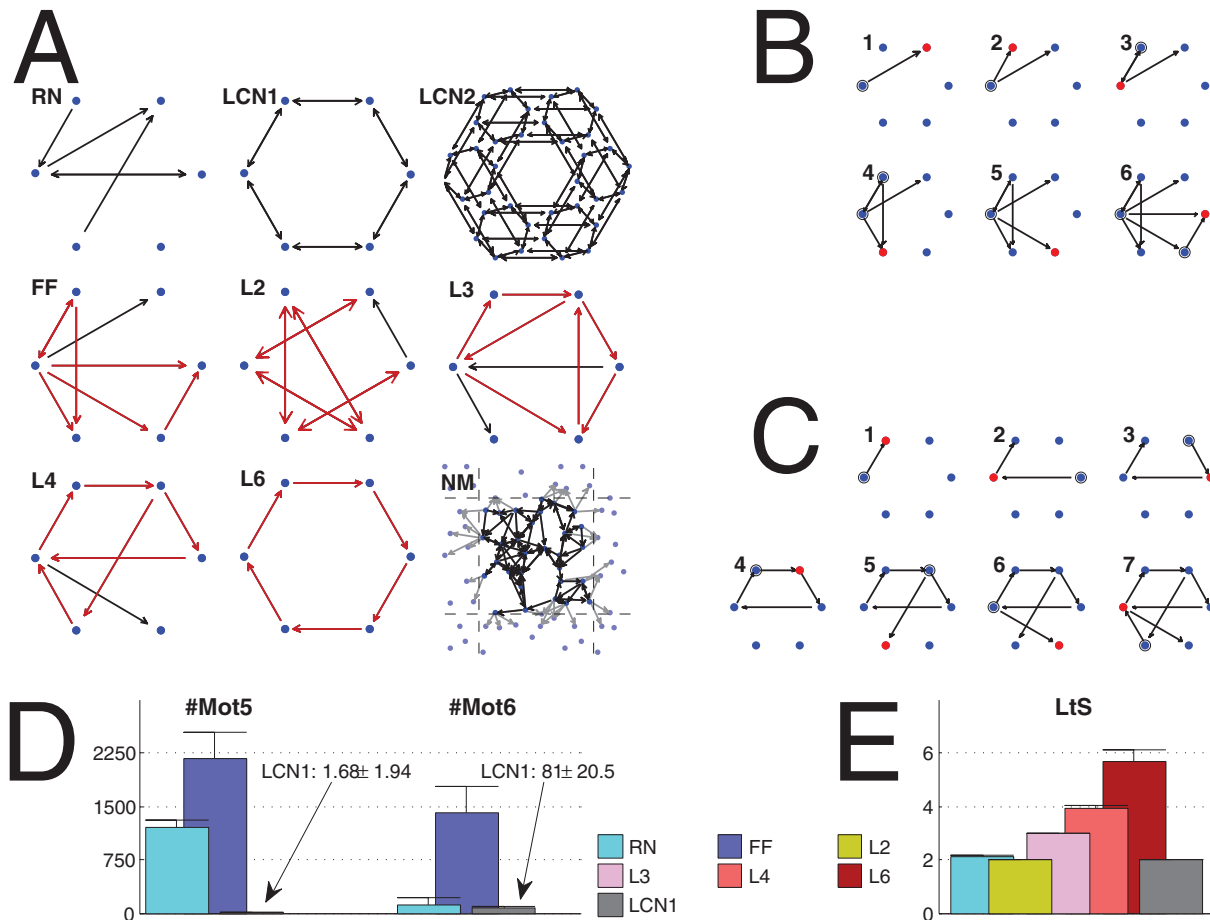 A
RN
LCN1
LCN2
FF
L2
L3
L4
L6
NM
B
1 2 3
4 5 6
C
1 2 3
4 5 6 7
D
#Mot5 #Mot6
2250
1500
750
0
LCN1: 1.68± 1.94
LCN1: 81± 20.5
RN FF L2
L3 L4 L6
LCN1
E
LtS
6
4
2
0